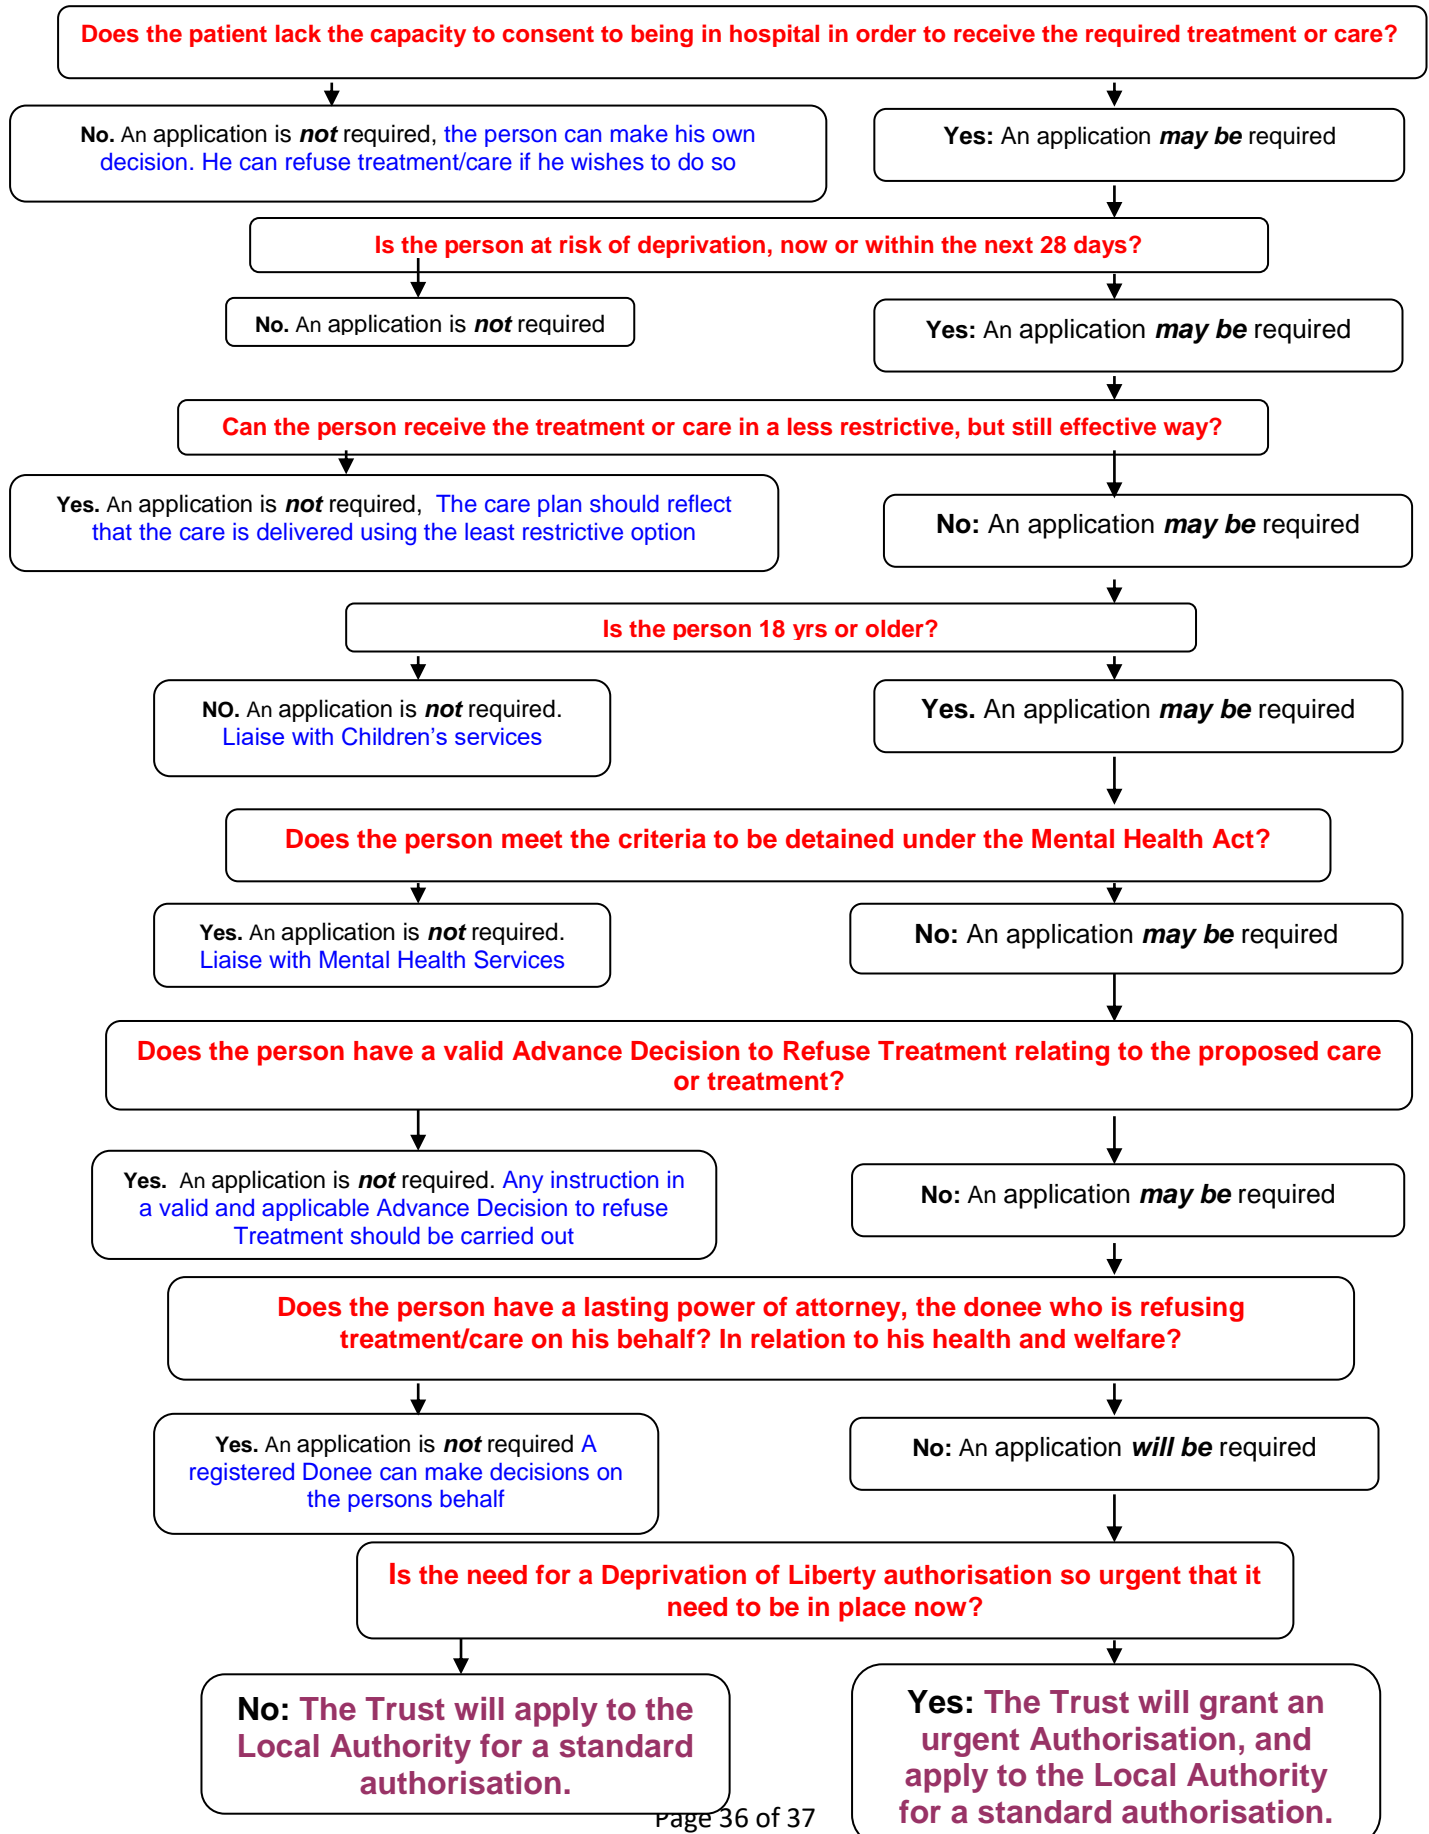 Does the patient lack the capacity to consent to being in hospital in order to receive the required treatment or care?
No. An application is not required, the person can make his own
decision. He can refuse treatment/care if he wishes to do so
Yes: An application may be required
Is the person at risk of deprivation, now or within the next 28 days?
No. An application is not required
Yes: An application may be required
Can the person receive the treatment or care in a less restrictive, but still effective way?
Yes. An application is not required, The care plan should reflect
that the care is delivered using the least restrictive option
No: An application may be required
Is the person 18 yrs or older?
NO. An application is not required.
Liaise with Children's services
Yes. An application may be required
Does the person meet the criteria to be detained under the Mental Health Act?
Yes. An application is not required.
Liaise with Mental Health Services
No: An application may be required
Does the person have a valid Advance Decision to Refuse Treatment relating to the proposed care
or treatment?
Yes. An application is not required. Any instruction in
a valid and applicable Advance Decision to refuse
Treatment should be carried out
No: An application may be required
Does the person have a lasting power of attorney, the donee who is refusing
treatment/care on his behalf? In relation to his health and welfare?
Yes. An application is not required A
registered Donee can make decisions on
the persons behalf
No: An application will be required
Is the need for a Deprivation of Liberty authorisation so urgent that it
need to be in place now?
No: The Trust will apply to the
Local Authority for a standard
authorisation.
Yes: The Trust will grant an
urgent Authorisation, and
apply to the Local Authority
for a standard authorisation.
Page 36 of 37